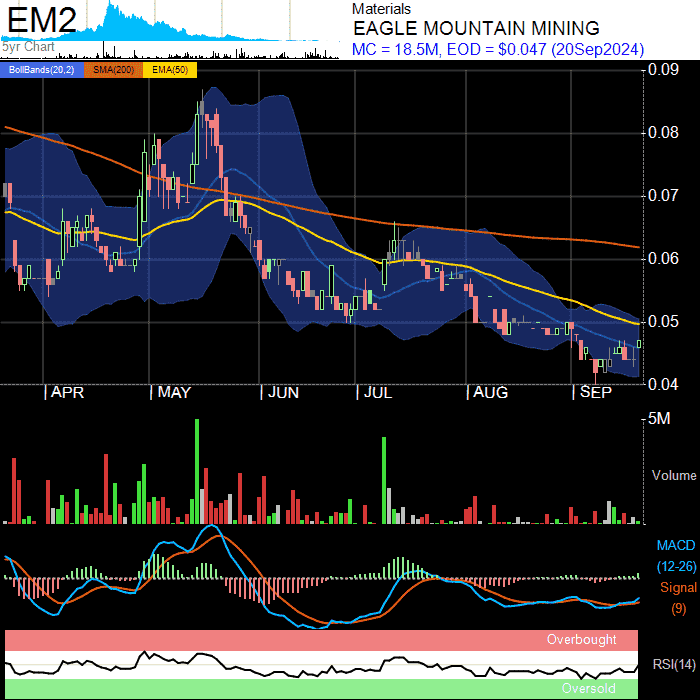 EM2
5yr Chart
Materials
EAGLE MOUNTAIN MINING
MC = 18.5M, EOD = $0.047 (20Sep2024)
BollBands(20,2) SMA(200) EMA(50)
0.09
0.08
0.07
0.06
0.05
0.04
APR MAY JUN JUL AUG SEP
5M
Volume
MACD
(12-26)
Signal
(9)
Overbought
RSI(14)
Oversold